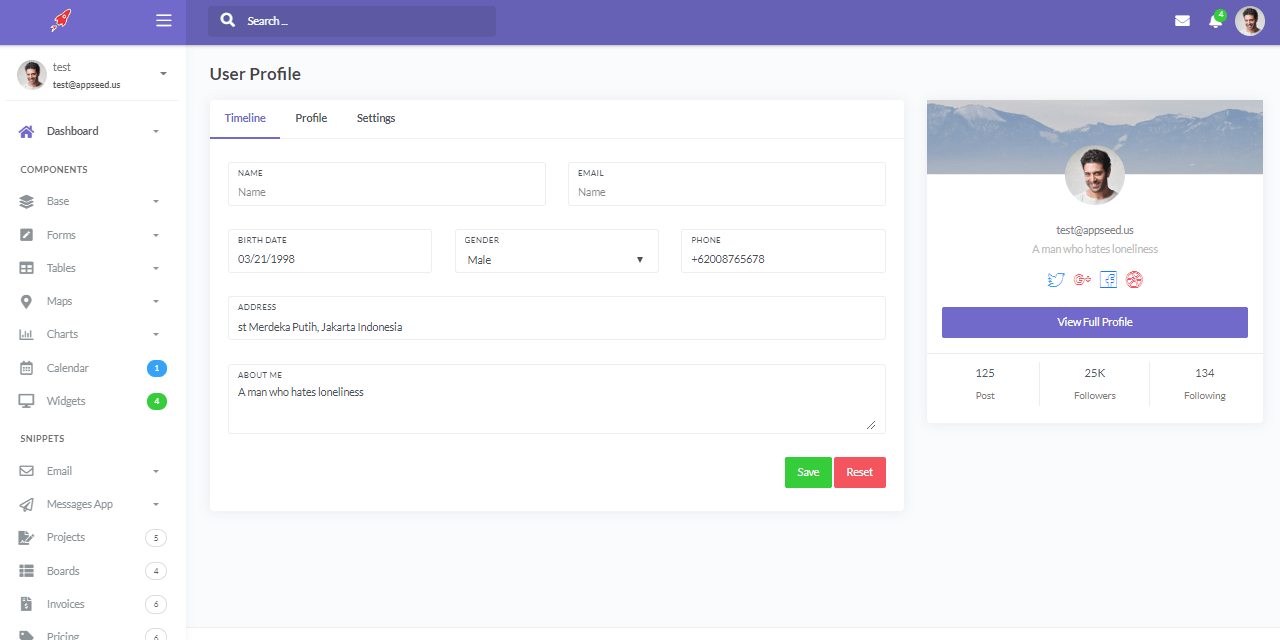 Search ...
4
test
test@appseed.us
Dashboard
COMPONENTS
Base
Forms
Tables
Maps
Charts
Calendar 1
Widgets 4
SNIPPETS
Email
Messages App
Projects 5
Boards 4
Invoices 6
Pricing 6
User Profile
Timeline Profile Settings
NAME
Name
EMAIL
Name
BIRTH DATE
03/21/1998
GENDER
Male
PHONE
+62008765678
ADDRESS
st Merdeka Putih, Jakarta Indonesia
ABOUT ME
A man who hates loneliness
Save Reset
test@appseed.us
A man who hates loneliness
View Full Profile
125
Post
25K
Followers
134
Following